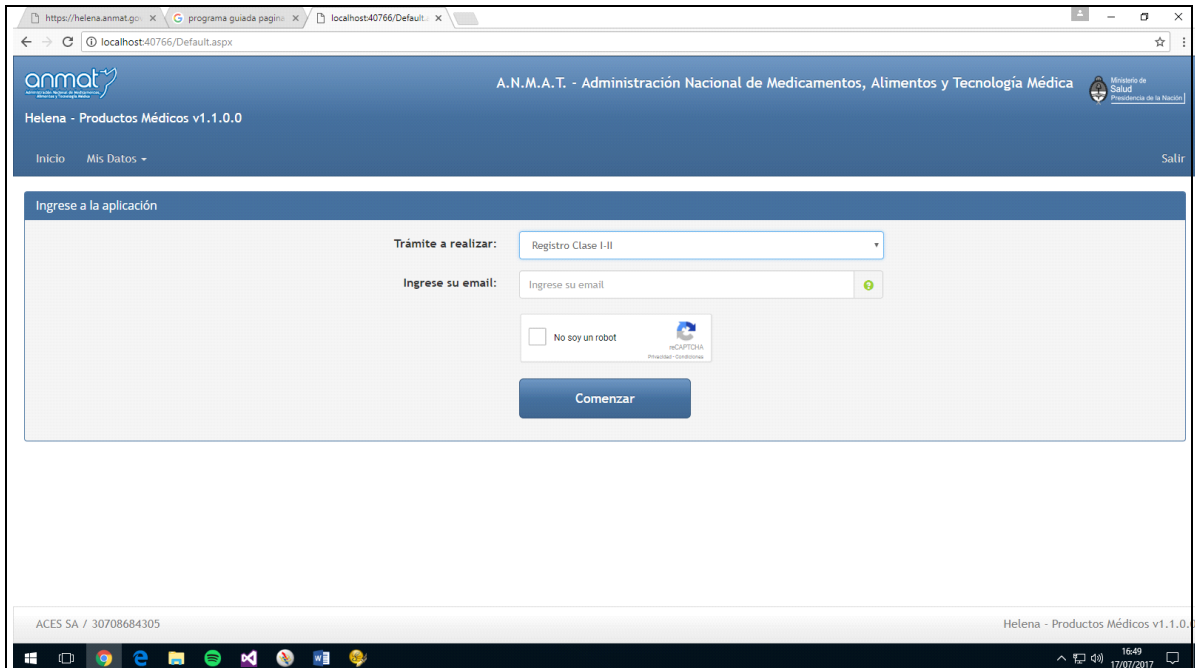 https://helena.anmat.go
programa guiada pagina
localhost:40766/Default.
localhost:40766/Default.aspx
anmat
A.N.M.A.T. - Administración Nacional de Medicamentos, Alimentos y Tecnología Médica
Ministerio de
Salud
Presidencia de la Nación
Helena - Productos Médicos v1.1.0.0
Inicio Mis Datos Salir
Ingrese a la aplicación
Trámite a realizar: Registro Clase I-II
Ingrese su email: Ingrese su email
No soy un robot
reCAPTCHA
Privacidad - Condiciones
Comenzar
ACES SA / 30708684305 Helena - Productos Médicos v1.1.0.0
16:49
17/07/2017